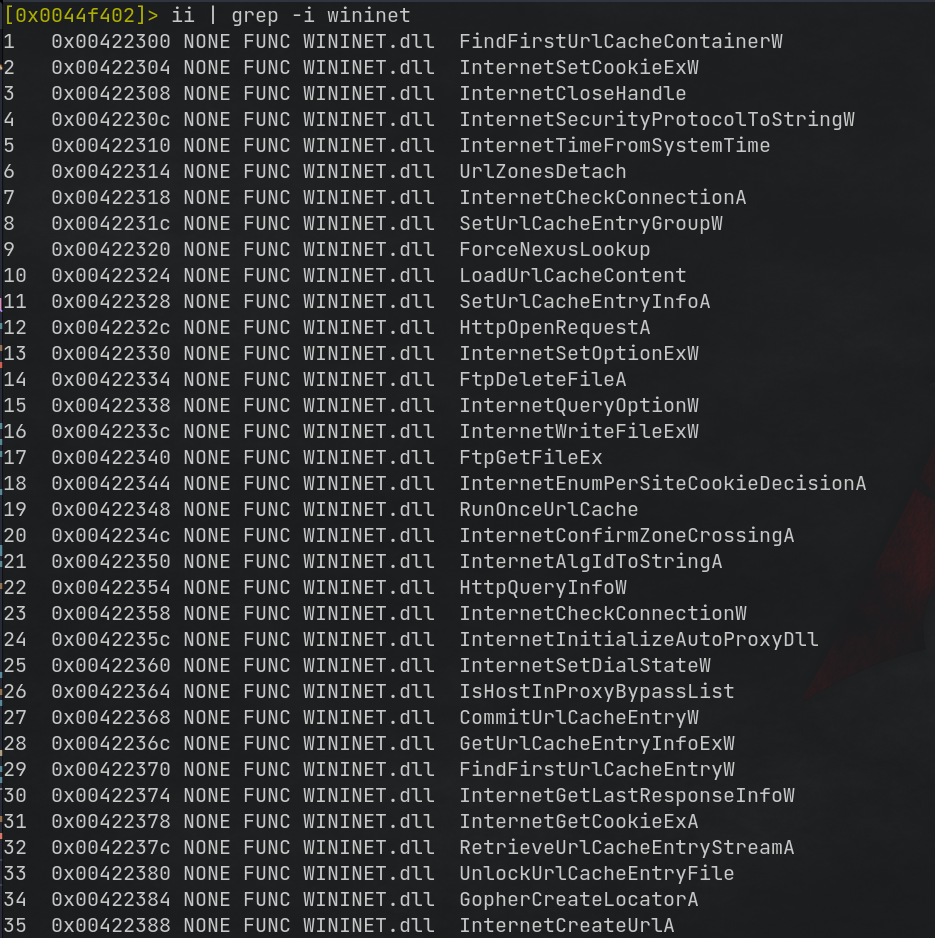 [0x0044f402]> ii | grep -i wininet
1 0x00422300 NONE FUNC WININET.dll FindFirstUrlCacheContainerW
2 0x00422304 NONE FUNC WININET.dll InternetSetCookieExW
3 0x00422308 NONE FUNC WININET.dll InternetCloseHandle
4 0x0042230c NONE FUNC WININET.dll InternetSecurityProtocolToStringW
5 0x00422310 NONE FUNC WININET.dll InternetTimeFromSystemTime
6 0x00422314 NONE FUNC WININET.dll UrlZonesDetach
7 0x00422318 NONE FUNC WININET.dll InternetCheckConnectionA
8 0x0042231c NONE FUNC WININET.dll SetUrlCacheEntryGroupW
9 0x00422320 NONE FUNC WININET.dll ForceNexusLookup
10 0x00422324 NONE FUNC WININET.dll LoadUrlCacheContent
11 0x00422328 NONE FUNC WININET.dll SetUrlCacheEntryInfoA
12 0x0042232c NONE FUNC WININET.dll HttpOpenRequestA
13 0x00422330 NONE FUNC WININET.dll InternetSetOptionExW
14 0x00422334 NONE FUNC WININET.dll FtpDeleteFileA
15 0x00422338 NONE FUNC WININET.dll InternetQueryOptionW
16 0x0042233c NONE FUNC WININET.dll InternetWriteFileExW
17 0x00422340 NONE FUNC WININET.dll FtpGetFileEx
18 0x00422344 NONE FUNC WININET.dll InternetEnumPerSiteCookieDecisionA
19 0x00422348 NONE FUNC WININET.dll RunOnceUrlCache
20 0x0042234c NONE FUNC WININET.dll InternetConfirmZoneCrossingA
21 0x00422350 NONE FUNC WININET.dll InternetAlgIdToStringA
22 0x00422354 NONE FUNC WININET.dll HttpQueryInfoW
23 0x00422358 NONE FUNC WININET.dll InternetCheckConnectionW
24 0x0042235c NONE FUNC WININET.dll InternetInitializeAutoProxyDll
25 0x00422360 NONE FUNC WININET.dll InternetSetDialStateW
26 0x00422364 NONE FUNC WININET.dll IsHostInProxyBypassList
27 0x00422368 NONE FUNC WININET.dll CommitUrlCacheEntryW
28 0x0042236c NONE FUNC WININET.dll GetUrlCacheEntryInfoExW
29 0x00422370 NONE FUNC WININET.dll FindFirstUrlCacheEntryW
30 0x00422374 NONE FUNC WININET.dll InternetGetLastResponseInfoW
31 0x00422378 NONE FUNC WININET.dll InternetGetCookieExA
32 0x0042237c NONE FUNC WININET.dll RetrieveUrlCacheEntryStreamA
33 0x00422380 NONE FUNC WININET.dll UnlockUrlCacheEntryFile
34 0x00422384 NONE FUNC WININET.dll GopherCreateLocatorA
35 0x00422388 NONE FUNC WININET.dll InternetCreateUrlA